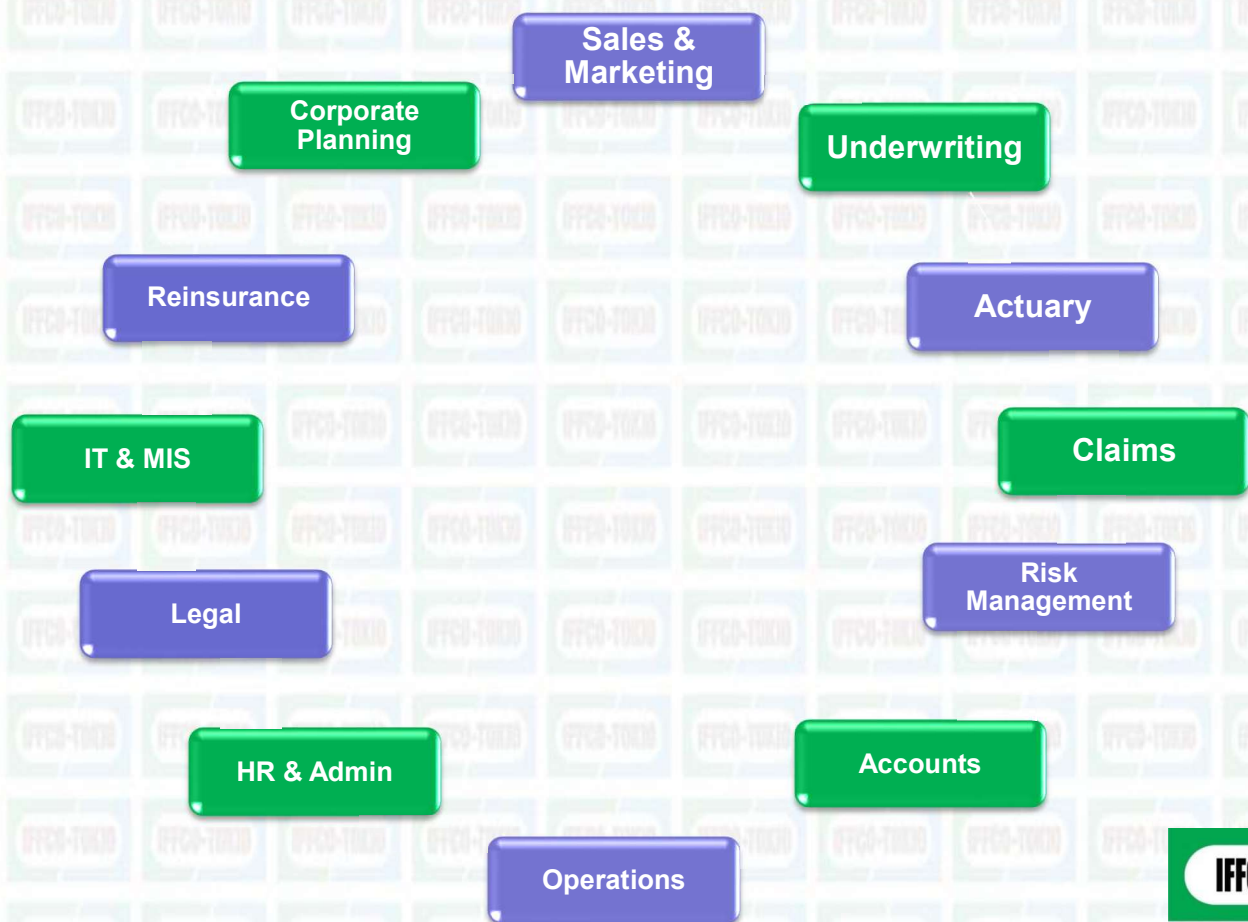 Sales &
Marketing
Corporate
Planning
Underwriting
Reinsurance
Actuary
IT & MIS
Claims
Risk
Management
Legal
HR & Admin
Accounts
Operations